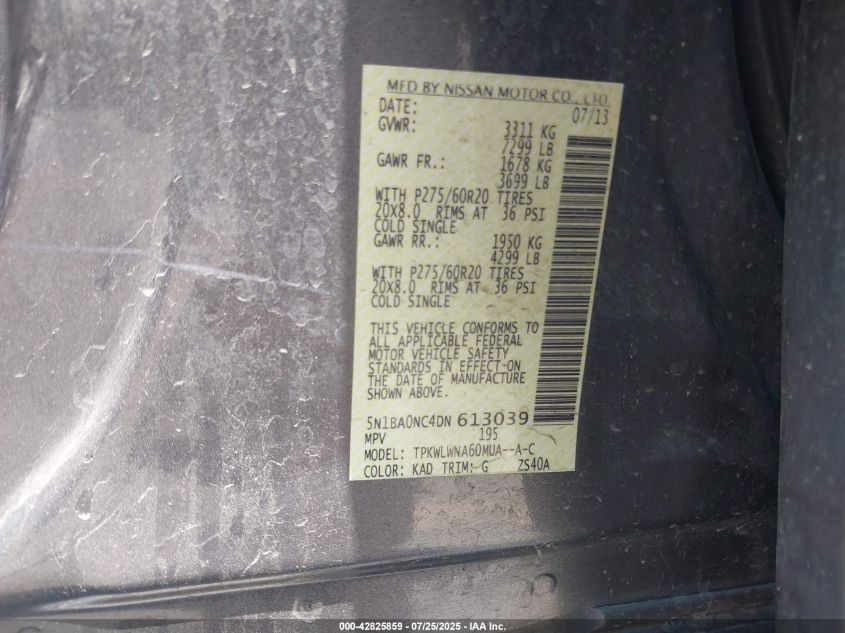 MFD BY NISSAN MOTOR CO., LTD.
DATE: 07/13
GVWR: 3311 KG
7299 LB
GAWR FR.: 1678 KG
3699 LB
WITH P275/60R20 TIRES
20X8.0 RIMS AT 36 PSI
COLD SINGLE
GAWR RR.: 1950 KG
4299 LB
WITH P275/60R20 TIRES
20X8.0 RIMS AT 36 PSI
COLD SINGLE
THIS VEHICLE CONFORMS TO
ALL APPLICABLE FEDERAL
MOTOR VEHICLE SAFETY
STANDARDS IN EFFECT-ON
THE DATE OF MANUFACTURE
SHOWN ABOVE.
5N1BA0NC4DN 613039
MPV 195
MODEL: TPKWLWNA60MUA--A-C
COLOR: KAD TRIM: G ZS40A
000-42825859 - 07/25/2025 - IAA Inc.